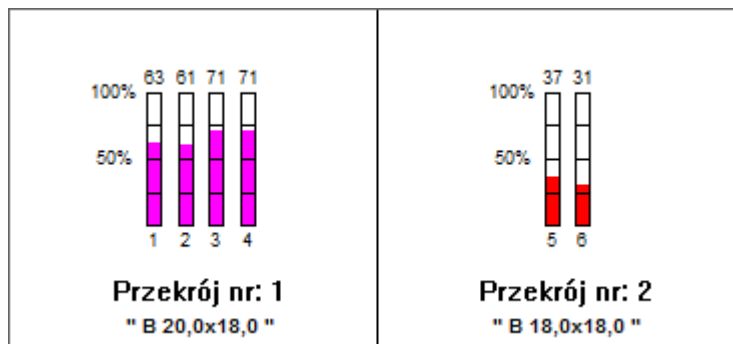 63 61 71 71
100%
50%
1 2 3 4
Przekrój nr: 1
" B 20,0x18,0 "
37 31
100%
50%
5 6
Przekrój nr: 2
" B 18,0x18,0 "